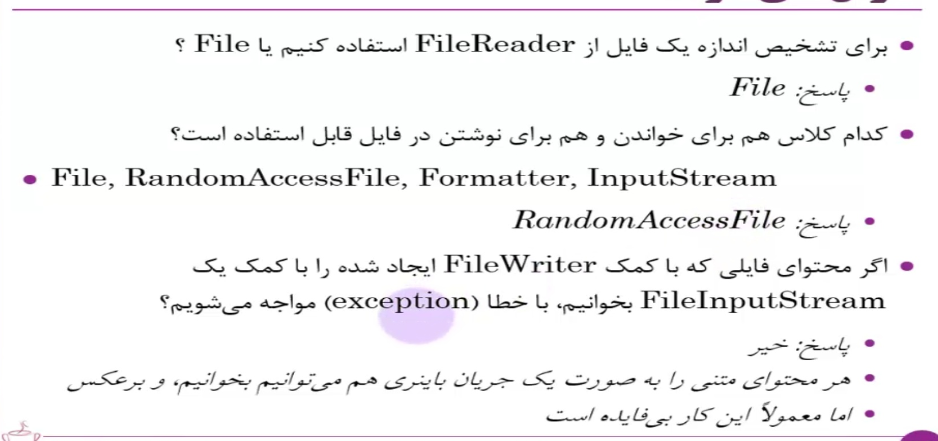 برای تشخیص اندازه یک فایل از FileReader استفاده کنیم یا File ؟
پاسخ: File
کدام کلاس هم برای خواندن و هم برای نوشتن در فایل قابل استفاده است؟
File, RandomAccessFile, Formatter, InputStream
پاسخ: RandomAccessFile
اگر محتوای فایلی که با کمک FileWriter ایجاد شده را با کمک یک
FileInputStream بخوانیم، با خطا (exception) مواجه می‌شویم؟
پاسخ: خیر
هر محتوای متنی را به صورت یک جریان باینری هم می‌توانیم بخوانیم، و برعکس
اما معمولاً این کار بی‌فایده است